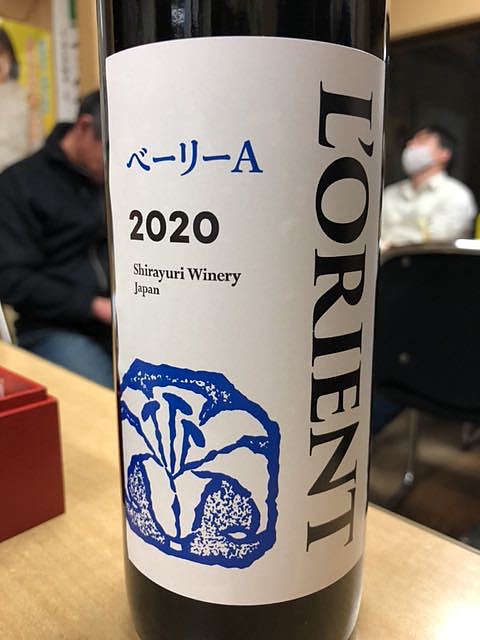 ベーリーA
2020
Shirayuri Winery
Japan
L'ORIENT